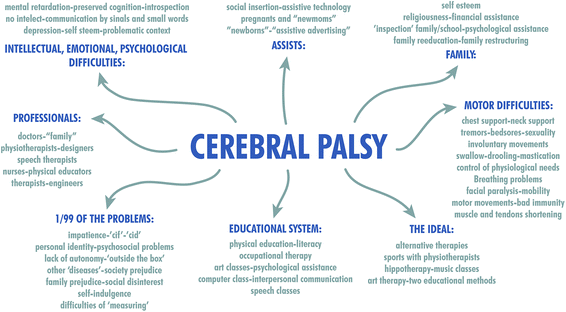 mental retardation-preserved cognition-introspection
no intelect-communication by sinals and small words
depression-self steem-problematic context
INTELLECTUAL, EMOTIONAL, PSYCHOLOGICAL
DIFFICULTIES:
social insertion-assistive technology
pregnants and "newmoms"
"newborns"-"assistive advertising"
ASSISTS:
self esteem
religiousness-financial assistance
'inspection' family/school-psychological assistance
family reeducation-family restructuring
FAMILY:
PROFESSIONALS:
doctors-"family"
physiotherapists-designers
speech therapists
nurses-physical educators
therapists-engineers
CEREBRAL PALSY
MOTOR DIFFICULTIES:
chest support-neck support
tremors-bedsores-sexuality
involuntary movements
swallow-drooling-mastication
control of physiological needs
Breathing problems
facial paralysis-mobility
motor movements-bad immunity
muscle and tendons shortening
1/99 OF THE PROBLEMS:
impatience-'cif'-'cid'
personal identity-psychosocial problems
lack of autonomy-'outside the box'
other 'diseases'-society prejudice
family prejudice-social disinterest
self-indulgence
difficulties of 'measuring'
EDUCATIONAL SYSTEM:
physical education-literacy
occupational therapy
art classes-psychological assistance
computer class-interpersonal communication
speech classes
THE IDEAL:
alternative therapies
sports with physiotherapists
hippotherapy-music classes
art therapy-two educational methods